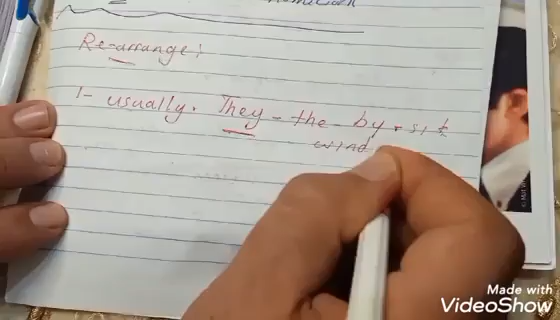 Re-arrange:
1- usually. They - the - by. sit
wind
Made with
VideoShow